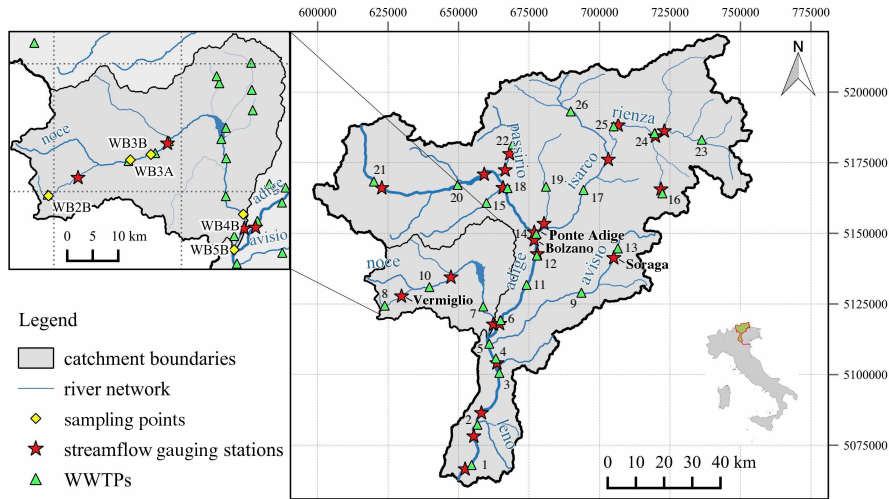 600000 625000 650000 675000 700000 725000 750000 775000
N
noce
WB3B
WB3A
WB2B
WB4B
adige
avisio
WB5B
0 5 10 km
5200000
5175000
5150000
5125000
5100000
5075000
26
rienza
25
24
23
22
passirio
21
20
19
18
17
isarco
16
15
14
Ponte Adige
Bolzano
13
12
Soraga
avisio
adige
noce
11
10
9
8
Vermiglio
7
6
5
4
3
2
leno
1
Legend
catchment boundaries
river network
sampling points
streamflow gauging stations
WWTPs
0 10 20 30 40 km